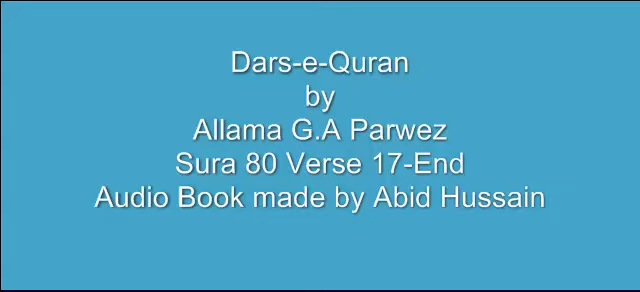 Dars-e-Quran
by
Allama G.A Parwez
Sura 80 Verse 17-End
Audio Book made by Abid Hussain